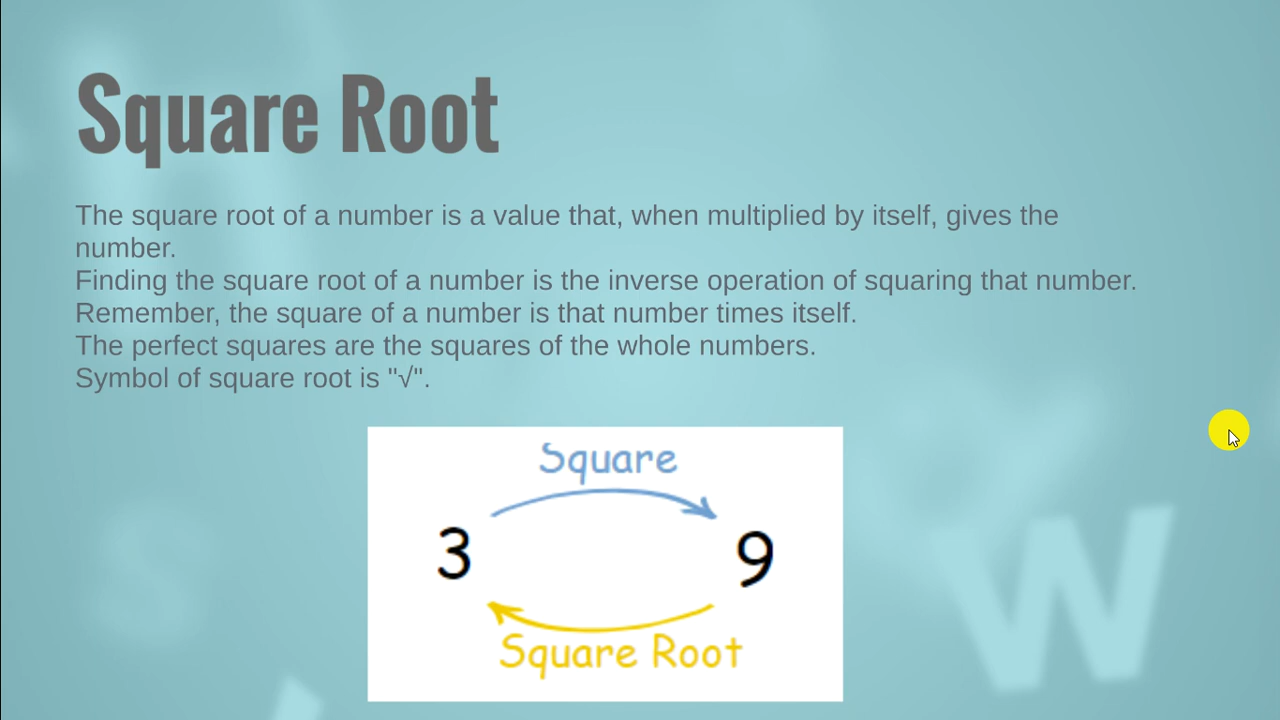 Square Root
The square root of a number is a value that, when multiplied by itself, gives the
number.
Finding the square root of a number is the inverse operation of squaring that number.
Remember, the square of a number is that number times itself.
The perfect squares are the squares of the whole numbers.
Symbol of square root is "√".
Square
3 9
Square Root
W